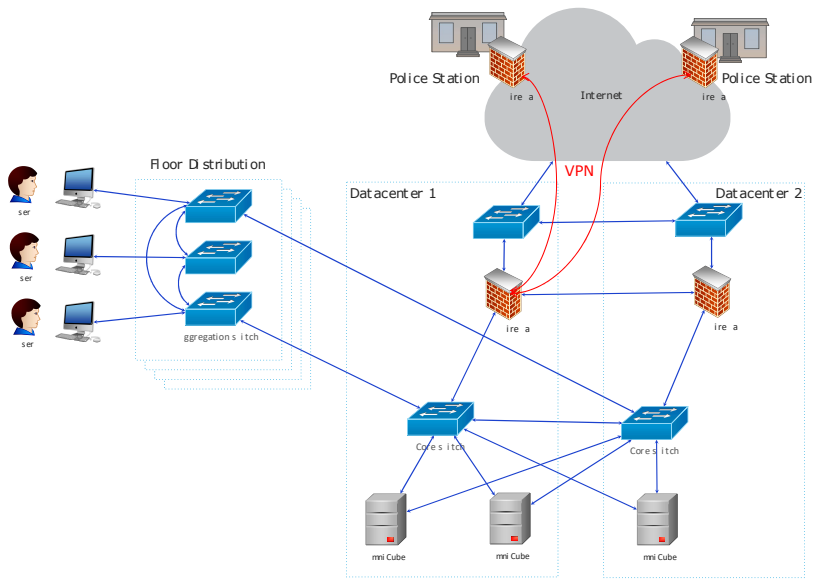 Police Station
Police Station
ire a
Internet
ire a
VPN
Floor Distribution
Datacenter 1
Datacenter 2
ser
ser
ser
ire a
ire a
ggregation s itch
Core s itch
Core s itch
mni Cube
mni Cube
mni Cube